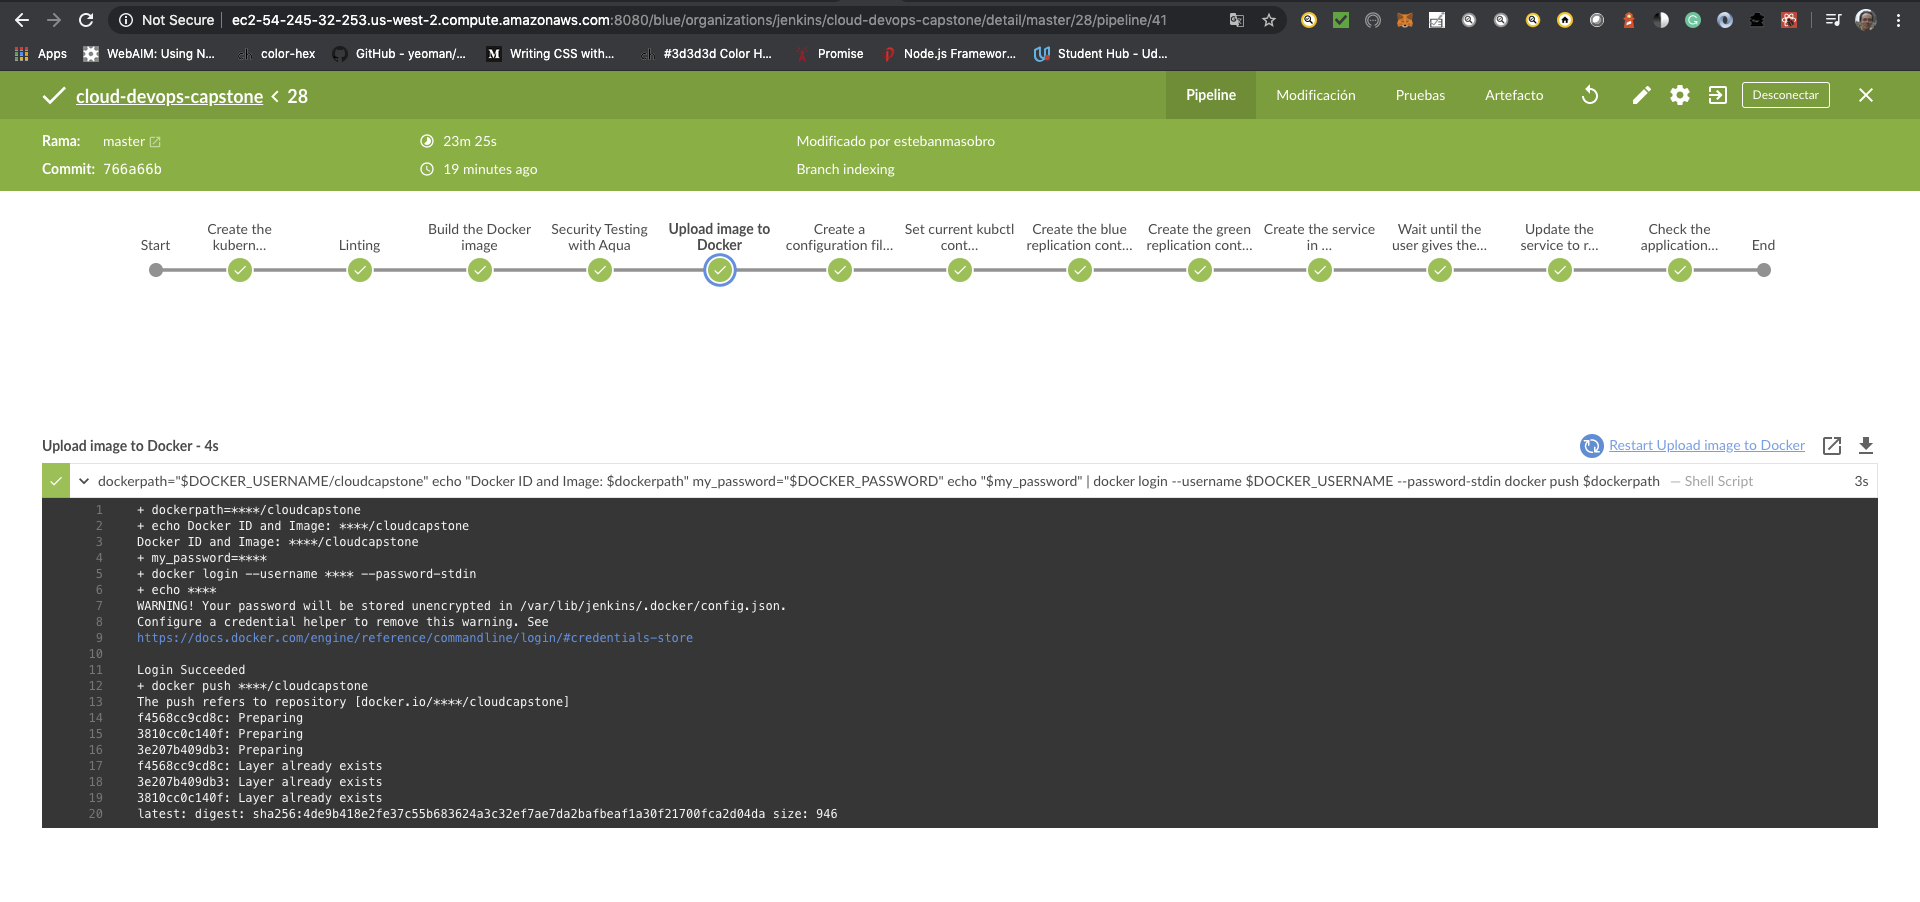 Not Secure | ec2-54-245-32-253.us-west-2.compute.amazonaws.com:8080/blue/organizations/jenkins/cloud-devops-capstone/detail/master/28/pipeline/41
Apps WebAIM: Using N... color-hex GitHub - yeoman/... Writing CSS with... #3d3d3d Color H... Promise Node.js Framewor... Student Hub - Ud...
cloud-devops-capstone < 28 Pipeline Modificación Pruebas Artefacto Desconectar
Rama: master 23m 25s Modificado por estebanmasobro
Commit: 766a66b 19 minutes ago Branch indexing
Start
Create the
kubern...
Linting
Build the Docker
image
Security Testing
with Aqua
Upload image to
Docker
Create a
configuration fil...
Set current kubctl
cont...
Create the blue
replication cont...
Create the green
replication cont...
Create the service
in ...
Wait until the
user gives the...
Update the
service to r...
Check the
application...
End
Upload image to Docker - 4s Restart Upload image to Docker
dockerpath="$DOCKER_USERNAME/cloudcapstone" echo "Docker ID and Image: $dockerpath" my_password="$DOCKER_PASSWORD" echo "$my_password" | docker login --username $DOCKER_USERNAME --password-stdin docker push $dockerpath — Shell Script 3s
1 + dockerpath=****/cloudcapstone
2 + echo Docker ID and Image: ****/cloudcapstone
3 Docker ID and Image: ****/cloudcapstone
4 + my_password=****
5 + docker login --username **** --password-stdin
6 + echo ****
7 WARNING! Your password will be stored unencrypted in /var/lib/jenkins/.docker/config.json.
8 Configure a credential helper to remove this warning. See
9 https://docs.docker.com/engine/reference/commandline/login/#credentials-store
10
11 Login Succeeded
12 + docker push ****/cloudcapstone
13 The push refers to repository [docker.io/****/cloudcapstone]
14 f4568cc9cd8c: Preparing
15 3810cc0c140f: Preparing
16 3e207b409db3: Preparing
17 f4568cc9cd8c: Layer already exists
18 3e207b409db3: Layer already exists
19 3810cc0c140f: Layer already exists
20 latest: digest: sha256:4de9b418e2fe37c55b683624a3c32ef7ae7da2bafbeaf1a30f21700fca2d04da size: 946